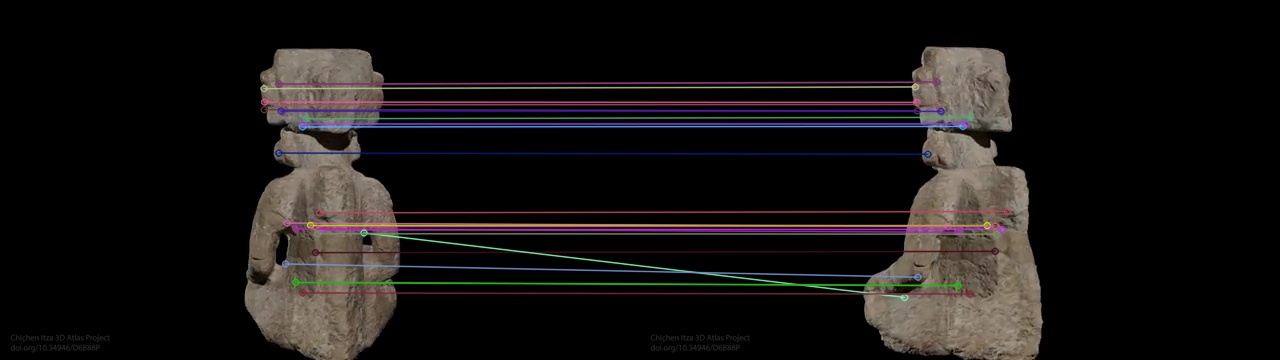 Chichen Itza 3D Atlas Project
doi.org/10.34946/D6B88P
Chichen Itza 3D Atlas Project
doi.org/10.34946/D6B88P